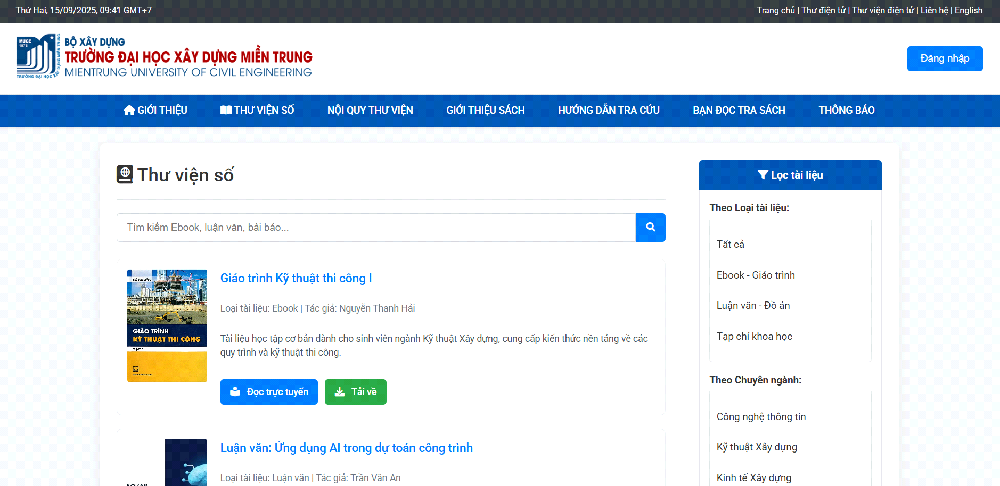 Thứ Hai, 15/09/2025, 09:41 GMT+7
Trang chủ | Thư điện tử | Thư viện điện tử | Liên hệ | English
MUCE
1976
XÂY DỰNG MIỀN TRUNG
TRƯỜNG ĐẠI HỌC
BỘ XÂY DỰNG
TRƯỜNG ĐẠI HỌC XÂY DỰNG MIỀN TRUNG
MIENTRUNG UNIVERSITY OF CIVIL ENGINEERING
Đăng nhập
GIỚI THIỆU
THƯ VIỆN SỐ
NỘI QUY THƯ VIỆN
GIỚI THIỆU SÁCH
HƯỚNG DẪN TRA CỨU
BẠN ĐỌC TRA SÁCH
THÔNG BÁO
Thư viện số
Tìm kiếm Ebook, luận văn, bài báo...
GIÁO TRÌNH
KỸ THUẬT THI CÔNG
TẬP 1
Giáo trình Kỹ thuật thi công I
Loại tài liệu: Ebook | Tác giả: Nguyễn Thanh Hải
Tài liệu học tập cơ bản dành cho sinh viên ngành Kỹ thuật Xây dựng, cung cấp kiến thức nền tảng về các
quy trình và kỹ thuật thi công.
Đọc trực tuyến
Tải về
Luận văn: Ứng dụng AI trong dự toán công trình
Loại tài liệu: Luận văn | Tác giả: Trần Văn An
Lọc tài liệu
Theo Loại tài liệu:
Tất cả
Ebook - Giáo trình
Luận văn - Đồ án
Tạp chí khoa học
Theo Chuyên ngành:
Công nghệ thông tin
Kỹ thuật Xây dựng
Kinh tế Xây dựng